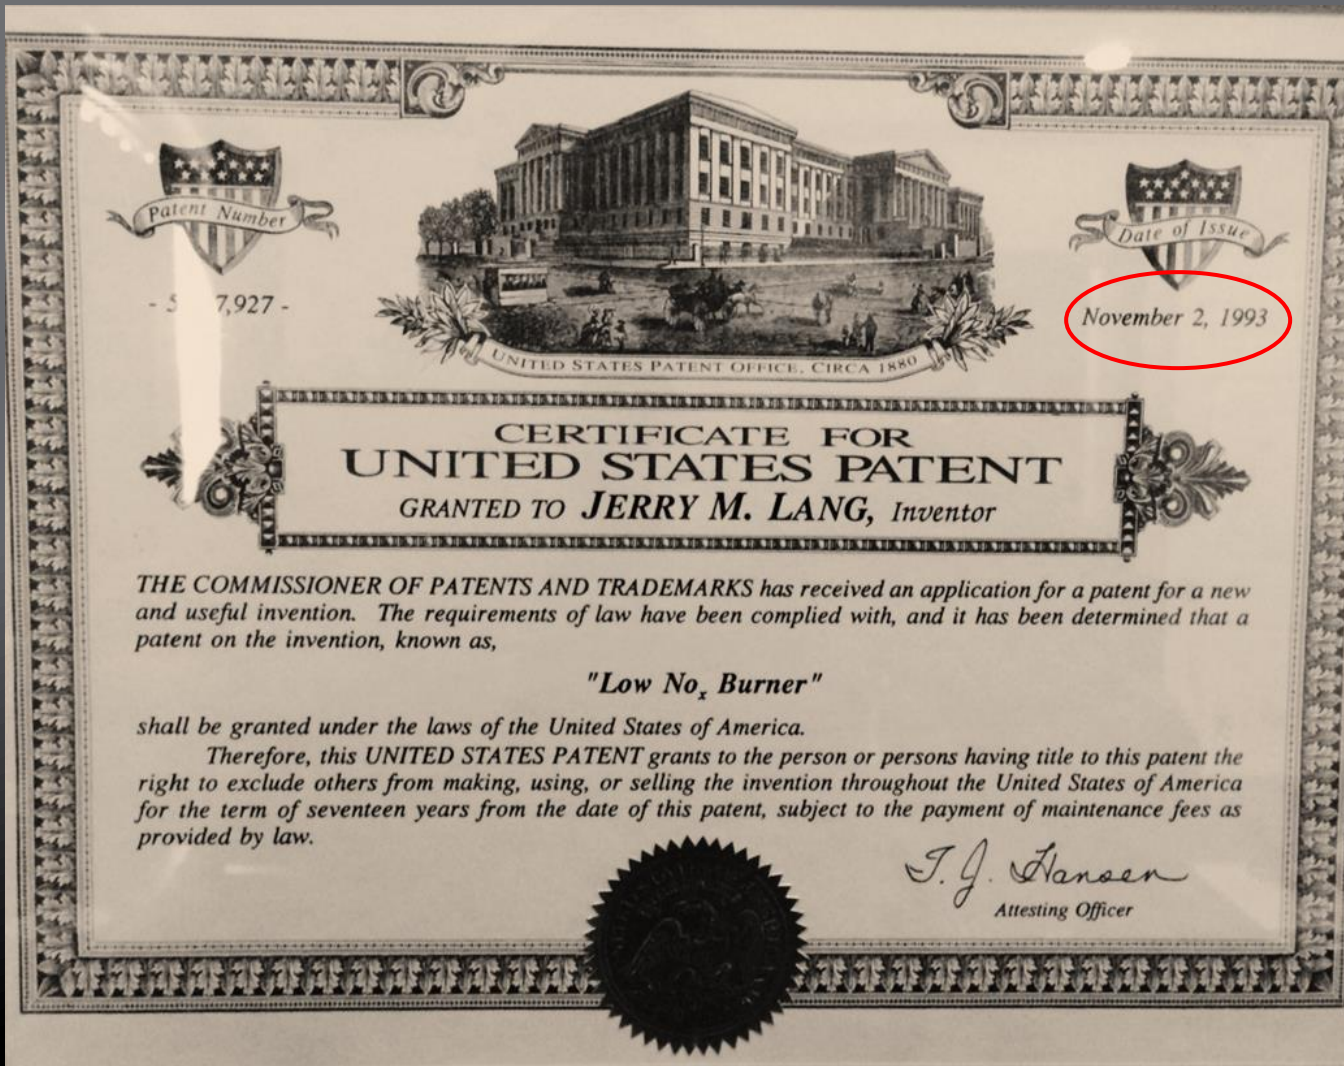 Patent Number
Date of Issue
7,927 -
November 2, 1993
UNITED STATES PATENT OFFICE, CIRCA 1880
CERTIFICATE FOR
UNITED STATES PATENT
GRANTED TO JERRY M. LANG, Inventor
THE COMMISSIONER OF PATENTS AND TRADEMARKS has received an application for a patent for a new
and useful invention. The requirements of law have been complied with, and it has been determined that a
patent on the invention, known as,
"Low Noₓ Burner"
shall be granted under the laws of the United States of America.
Therefore, this UNITED STATES PATENT grants to the person or persons having title to this patent the
right to exclude others from making, using, or selling the invention throughout the United States of America
for the term of seventeen years from the date of this patent, subject to the payment of maintenance fees as
provided by law.
T. J. Hansen
Attesting Officer